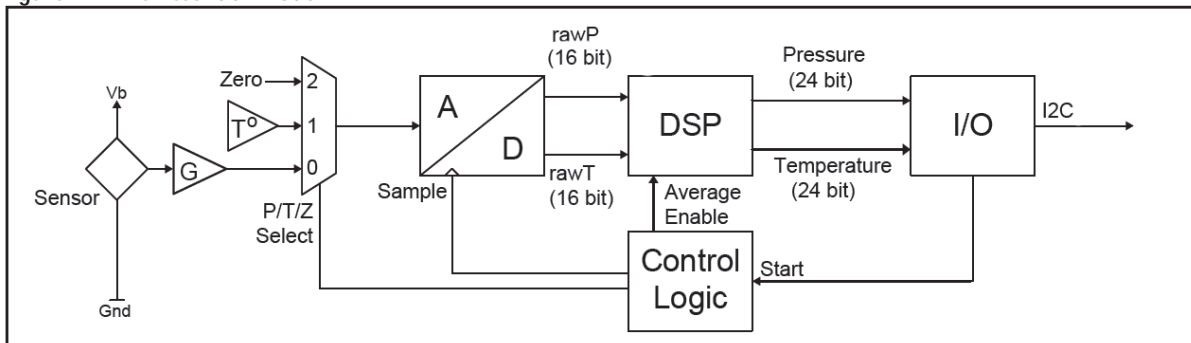 rawP
(16 bit)
Pressure
(24 bit)
Zero
2
Vb
T°
1
A
D
DSP
I/O
I2C
G
0
Sensor
Sample
rawT
(16 bit)
Temperature
(24 bit)
P/T/Z
Select
Average
Enable
Control
Logic
Start
Gnd